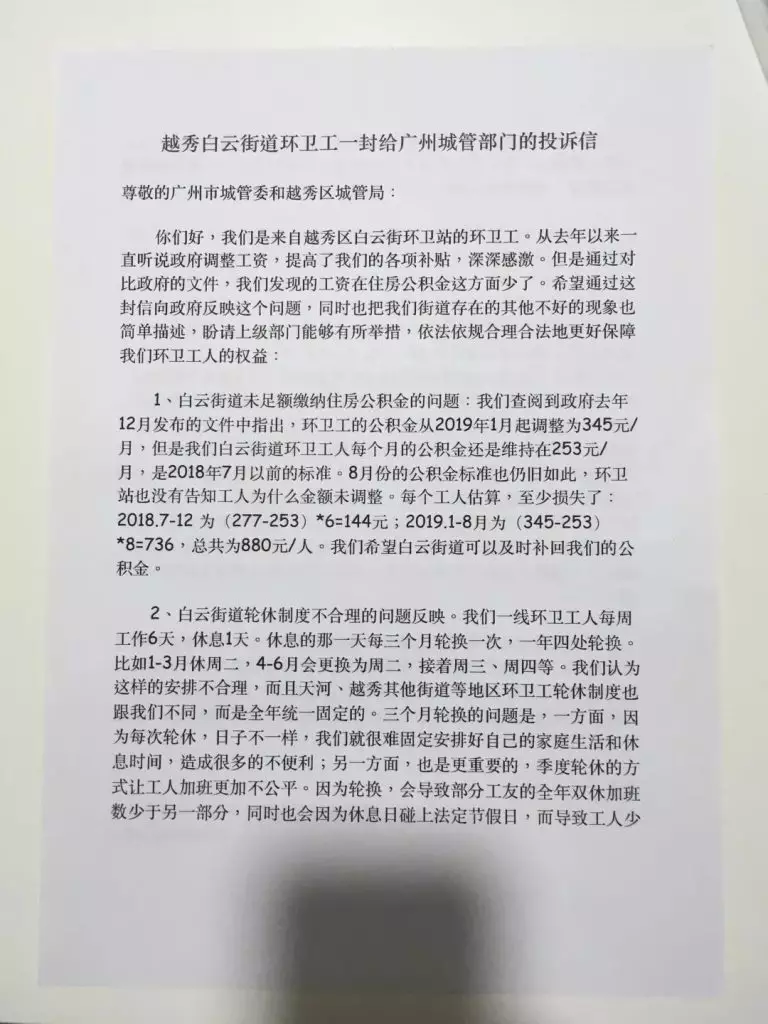 越秀白云街道环卫工一封给广州城管部门的投诉信
尊敬的广州市城管委和越秀区城管局：
你们好，我们是来自越秀区白云街环卫站的环卫工。从去年以来一
直听说政府调整工资，提高了我们的各项补贴，深深感激。但是通过对
比政府的文件，我们发现的工资在住房公积金这方面少了。希望通过这
封信向政府反映这个问题，同时也把我们街道存在的其他不好的现象也
简单描述，盼请上级部门能够有所举措，依法依规合理合法地更好保障
我们环卫工人的权益：
1、白云街道未足额缴纳住房公积金的问题：我们查阅到政府去年
12月发布的文件中指出，环卫工的公积金从2019年1月起调整为345元/
月，但是我们白云街道环卫工人每个月的公积金还是维持在253元/
月，是2018年7月以前的标准。8月份的公积金标准也仍旧如此，环卫
站也没有告知工人为什么金额未调整。每个工人估算，至少损失了：
2018.7-12 为（277-253）*6=144元；2019.1-8月为（345-253）
*8=736，总共为880元/人。我们希望白云街道可以及时补回我们的公
积金。
2、白云街道轮休制度不合理的问题反映。我们一线环卫工人每周
工作6天，休息1天。休息的那一天每三个月轮换一次，一年四处轮换。
比如1-3月休周二，4-6月会更换为周二，接着周三、周四等。我们认为
这样的安排不合理，而且天河、越秀其他街道等地区环卫工轮休制度也
跟我们不同，而是全年统一固定的。三个月轮换的问题是，一方面，因
为每次轮休，日子不一样，我们就很难固定安排好自己的家庭生活和休
息时间，造成很多的不便利；另一方面，也是更重要的，季度轮休的方
式让工人加班更加不公平。因为轮换，会导致部分工友的全年双休加班
数少于另一部分，同时也会因为休息日碰上法定节假日，而导致工人少